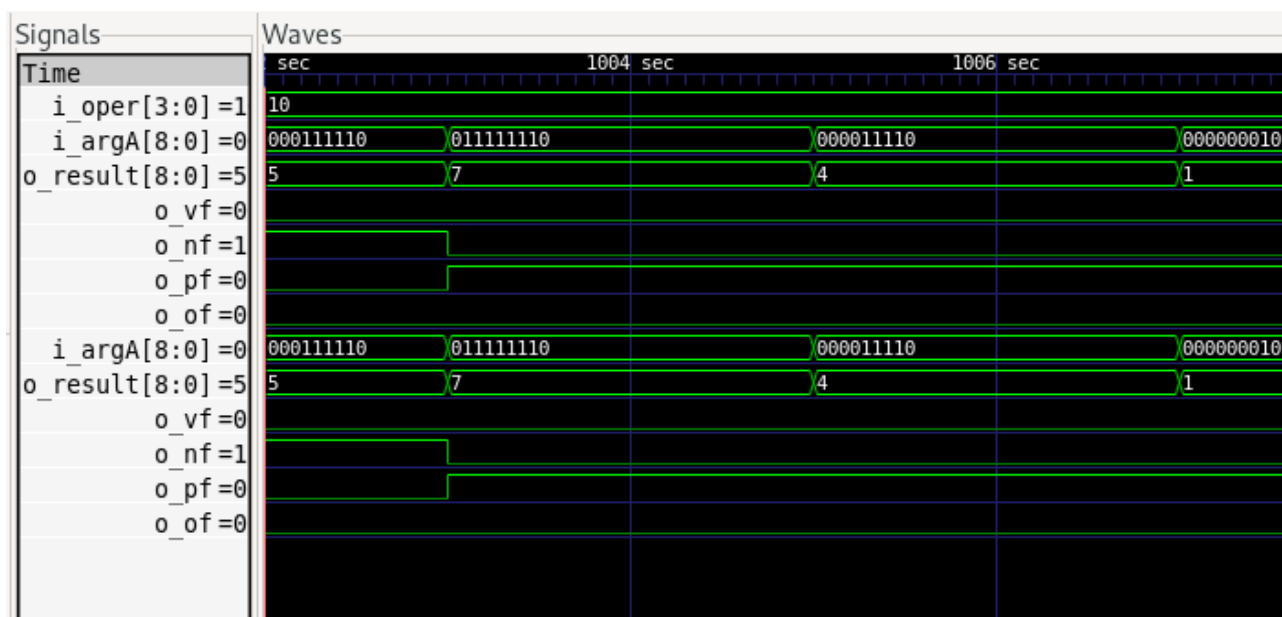 Signals Waves
Time sec 1004 sec 1006 sec
i_oper[3:0] =1 10
i_argA[8:0] =0 000111110 011111110 000011110 000000010
o_result[8:0] =5 5 7 4 1
o_vf =0
o_nf =1
o_pf =0
o_of =0
i_argA[8:0] =0 000111110 011111110 000011110 000000010
o_result[8:0] =5 5 7 4 1
o_vf =0
o_nf =1
o_pf =0
o_of =0